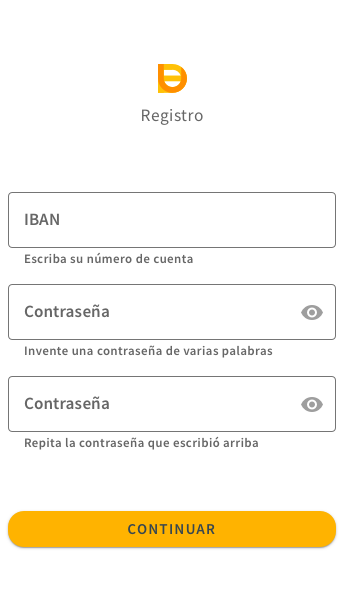 Registro
IBAN
Escriba su número de cuenta
Contraseña
Invente una contraseña de varias palabras
Contraseña
Repita la contraseña que escribió arriba
CONTINUAR